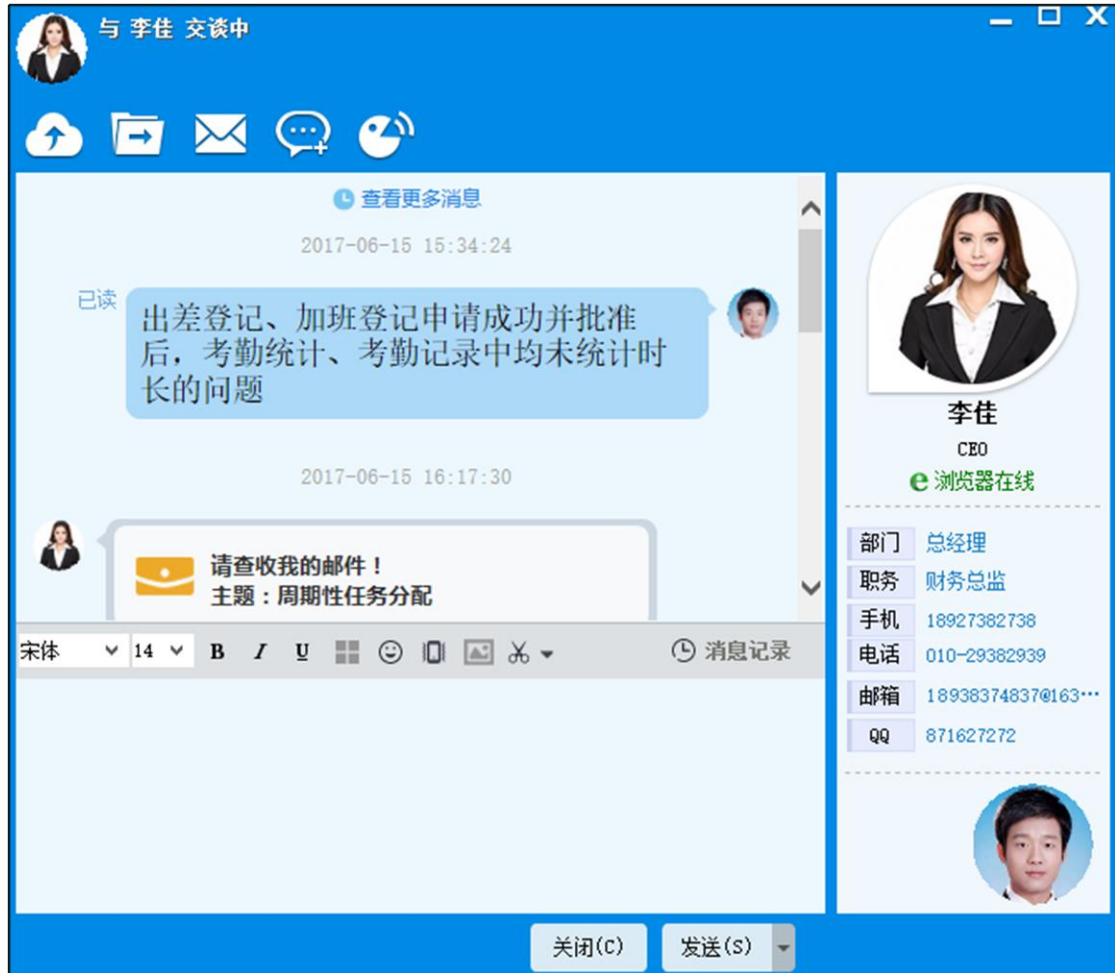 与 李佳 交谈中
查看更多消息
2017-06-15 15:34:24
已读
出差登记、加班登记申请成功并批准
后，考勤统计、考勤记录中均未统计时
长的问题
2017-06-15 16:17:30
请查收我的邮件！
主题：周期性任务分配
宋体 14 B I U 消息记录
关闭(C) 发送(S)
李佳
CEO
浏览器在线
部门 总经理
职务 财务总监
手机 18927382738
电话 010-29382939
邮箱 18938374837@163…
QQ 871627272